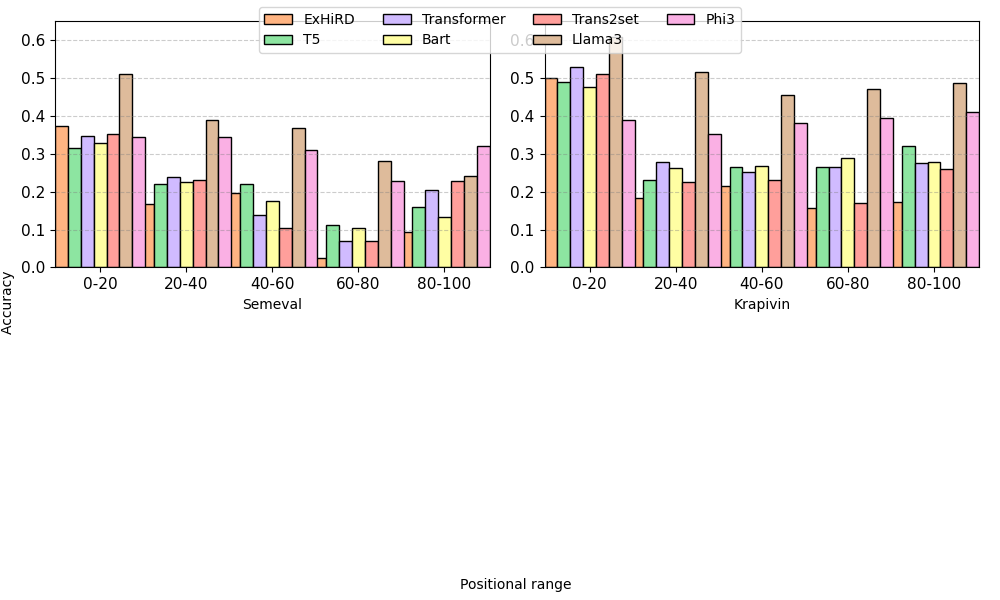 ExHiRD Transformer Trans2set Phi3
T5 Bart Llama3
0.6
0.5
0.4
0.3
0.2
0.1
0.0
0-20 20-40 40-60 60-80 80-100
Semeval
0.6
0.5
0.4
0.3
0.2
0.1
0.0
0-20 20-40 40-60 60-80 80-100
Krapivin
Accuracy
Positional range